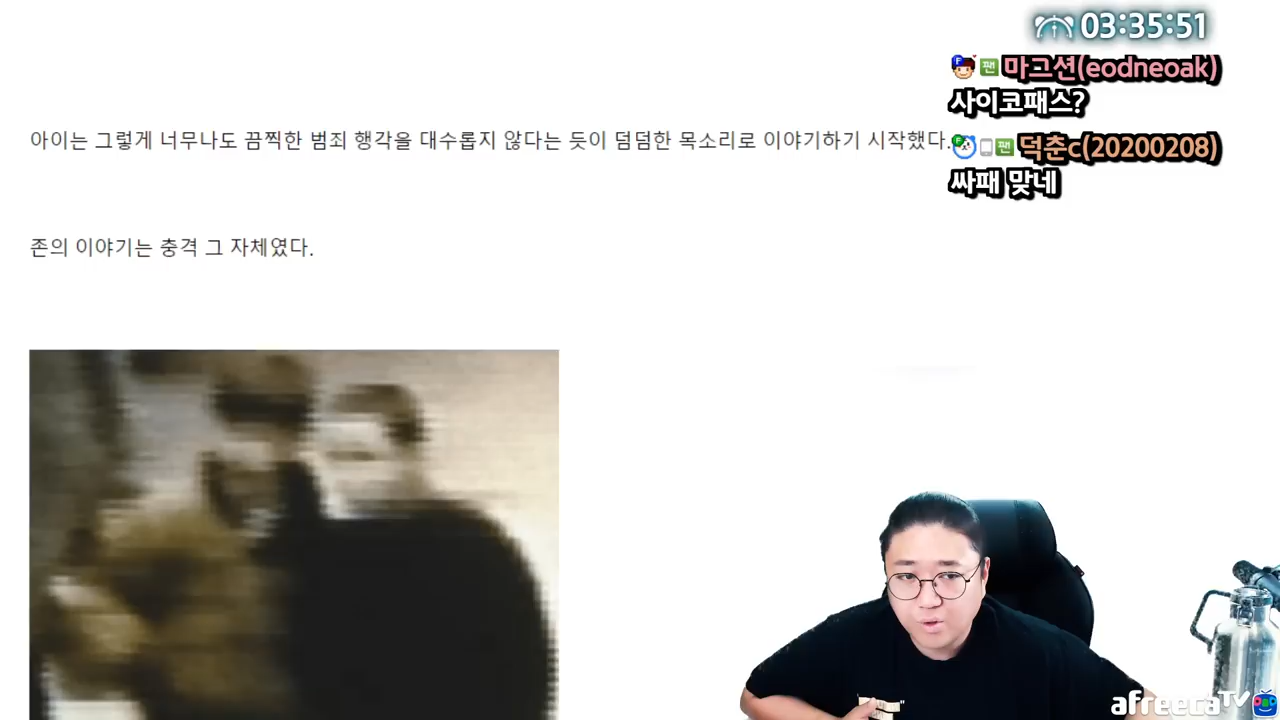 03:35:51
팬 마그션(eodneoak)
사이코패스?
팬 덕춘c(20200208)
싸패 맞네
아이는 그렇게 너무나도 끔찍한 범죄 행각을 대수롭지 않다는 듯이 덤덤한 목소리로 이야기하기 시작했다.
존의 이야기는 충격 그 자체였다.
afreecaTV